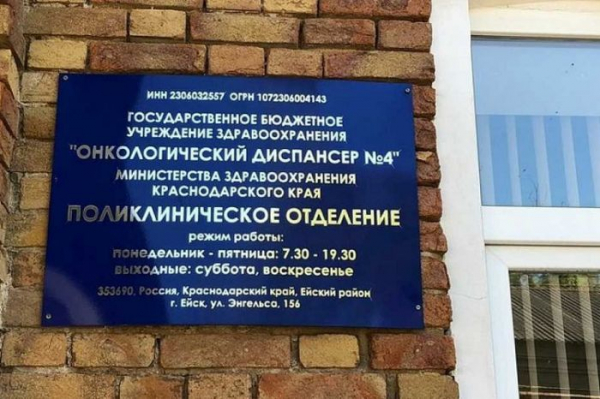 ИНН 2306032557 ОГРН 1072306004143
ГОСУДАРСТВЕННОЕ БЮДЖЕТНОЕ
УЧРЕЖДЕНИЕ ЗДРАВООХРАНЕНИЯ
"ОНКОЛОГИЧЕСКИЙ ДИСПАНСЕР №4"
МИНИСТЕРСТВА ЗДРАВООХРАНЕНИЯ
КРАСНОДАРСКОГО КРАЯ
ПОЛИКЛИНИЧЕСКОЕ ОТДЕЛЕНИЕ
режим работы:
понедельник - пятница: 7.30 - 19.30
выходные: суббота, воскресенье
353690, Россия, Краснодарский край, Ейский район
г. Ейск, ул. Энгельса, 156